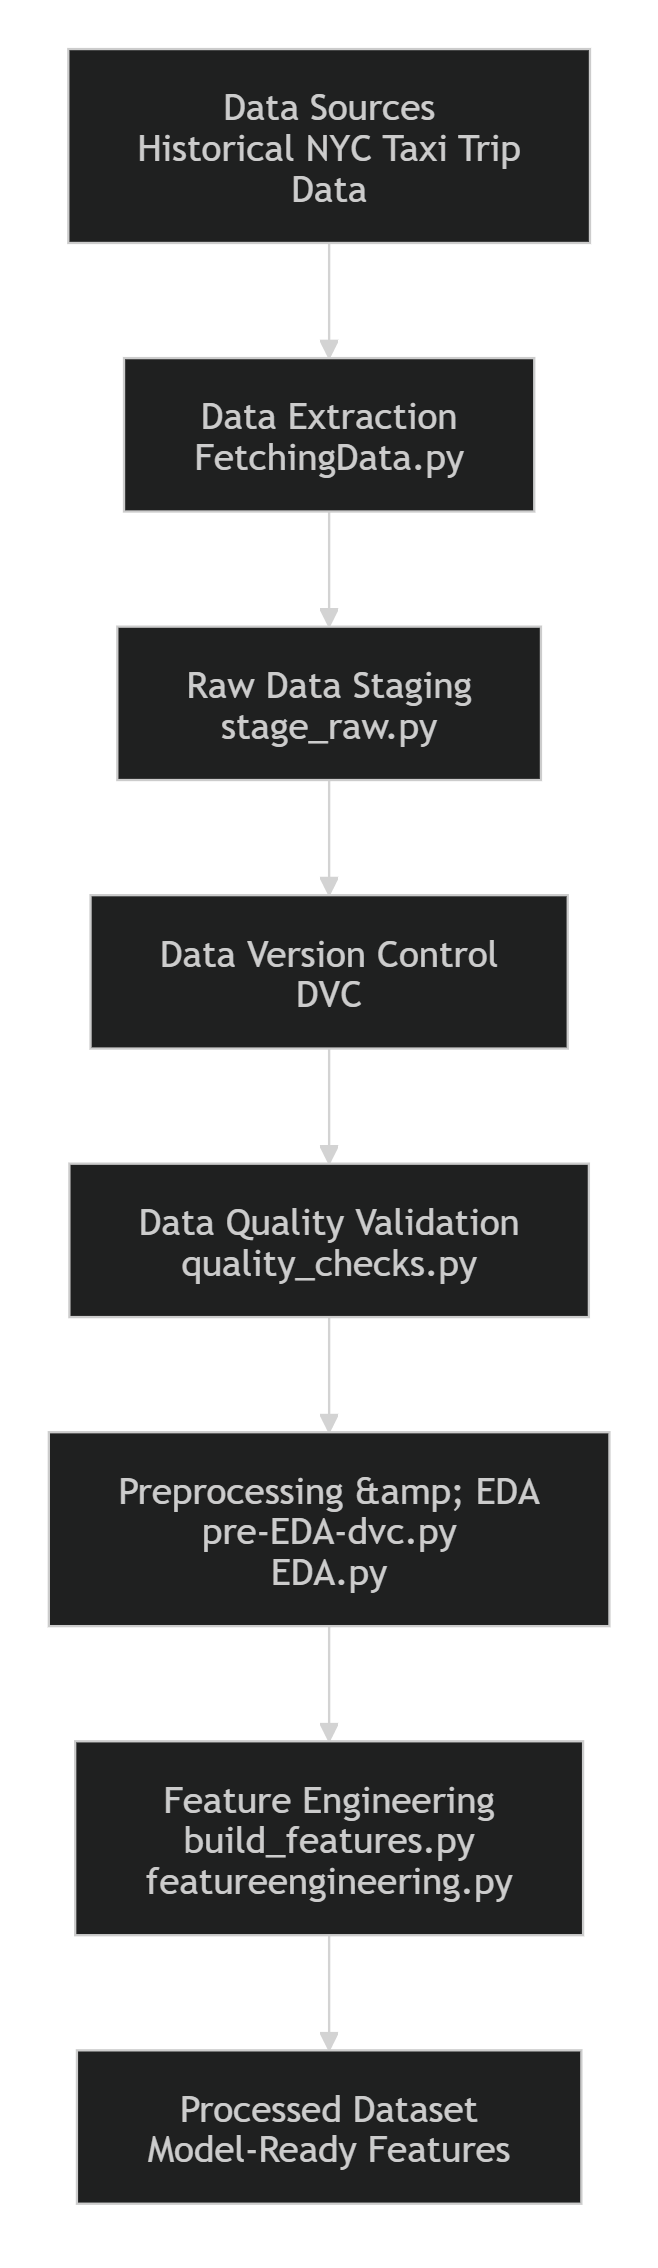 Data Sources
Historical NYC Taxi Trip
Data
Data Extraction
FetchingData.py
Raw Data Staging
stage_raw.py
Data Version Control
DVC
Data Quality Validation
quality_checks.py
Preprocessing &amp; EDA
pre-EDA-dvc.py
EDA.py
Feature Engineering
build_features.py
featureengineering.py
Processed Dataset
Model-Ready Features